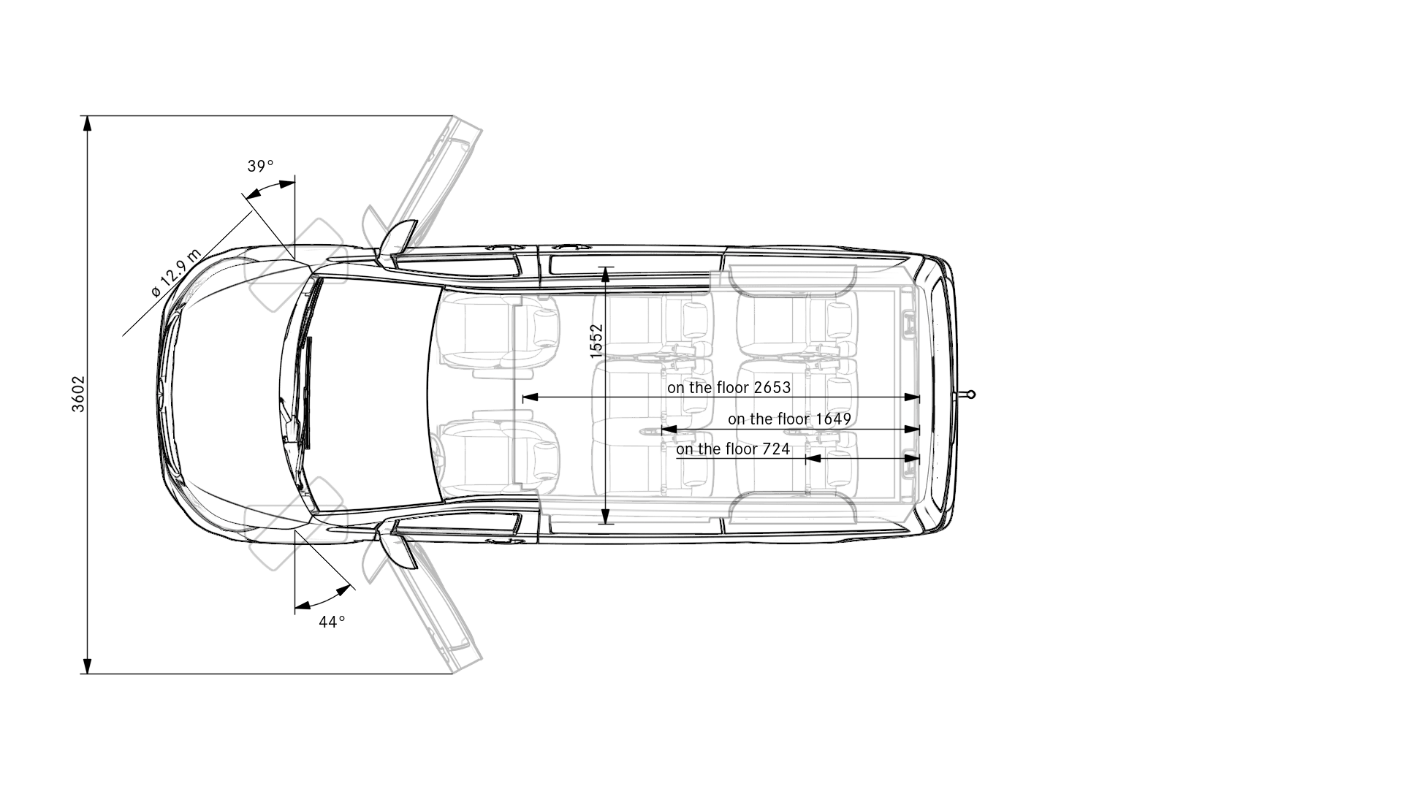 39°
ø 12.9 m
1552
3602
on the floor 2653
on the floor 1649
on the floor 724
44°